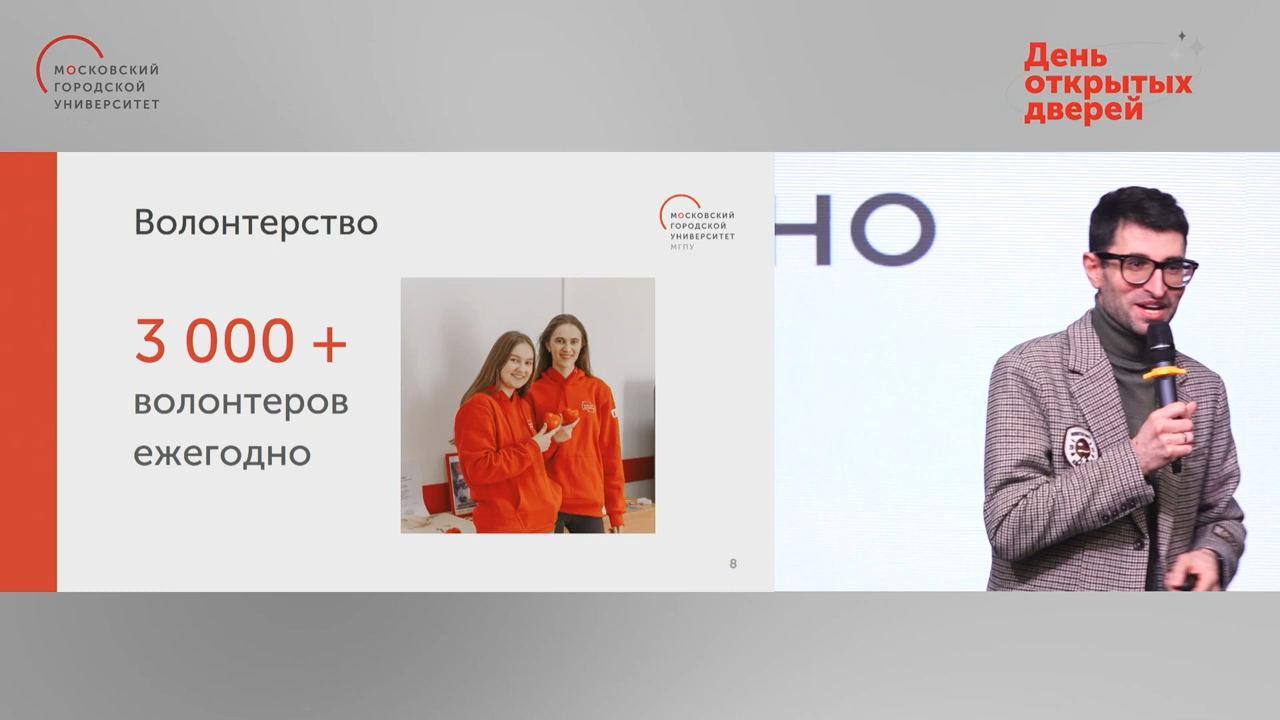 МОСКОВСКИЙ
ГОРОДСКОЙ
УНИВЕРСИТЕТ
День
открытых
дверей
Волонтерство
МОСКОВСКИЙ
ГОРОДСКОЙ
УНИВЕРСИТЕТ
МГПУ
3 000 +
волонтеров
ежегодно
8
НО